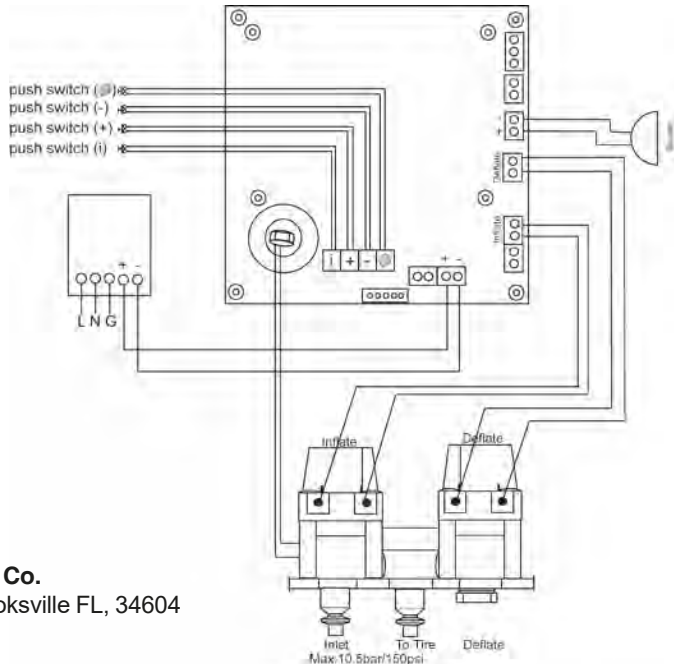 push switch ( )
push switch (-)
push switch (+)
push switch (i)
-
+
Deflate
Inflate
i + -
+ -
+ -
L N G
Inflate
Deflate
Co.
oksville FL, 34604
Inlet
To Tire
Deflate
Max 10.5bar/150psi